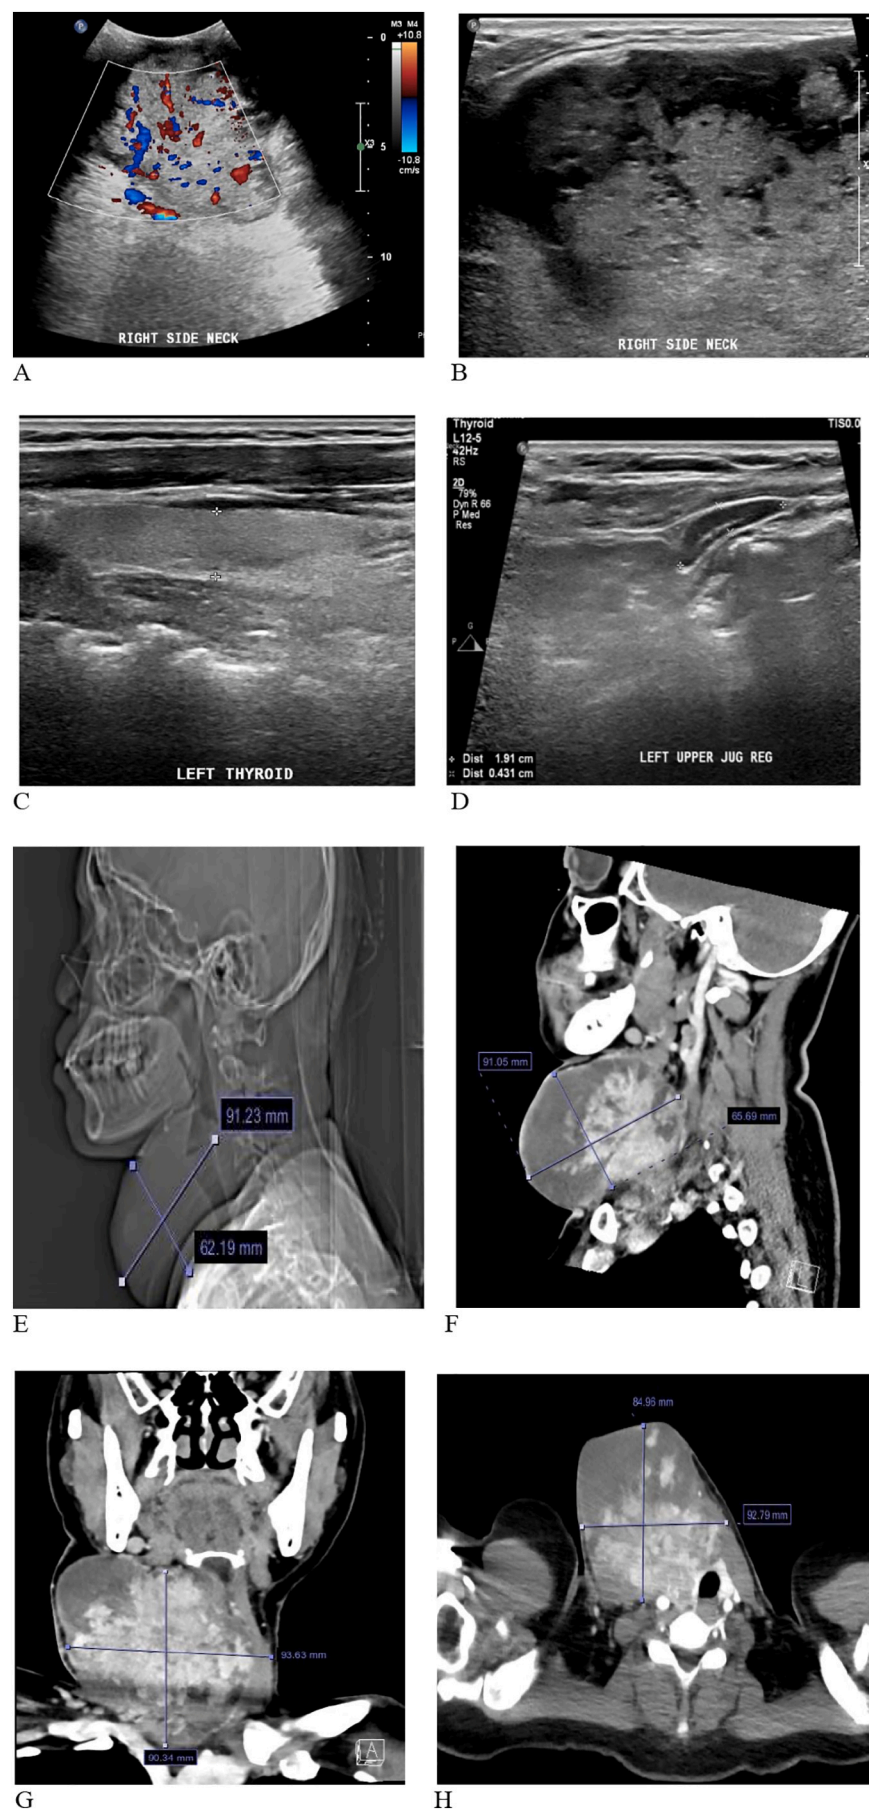 M3 M4
+10.8
0
X3
5
-10.8
cm/s
10
RIGHT SIDE NECK
A
RIGHT SIDE NECK
B
LEFT THYROID
C
Thyroid
TIS0.0
L12-5
42Hz
RS
2D
79%
Dyn R 66
P Med
Res
G
P
Dist 1.91 cm
Dist 0.431 cm
LEFT UPPER JUG REG
D
91.23 mm
62.19 mm
E
91.05 mm
65.69 mm
F
93.63 mm
90.34 mm
A
G
84.96 mm
92.79 mm
H